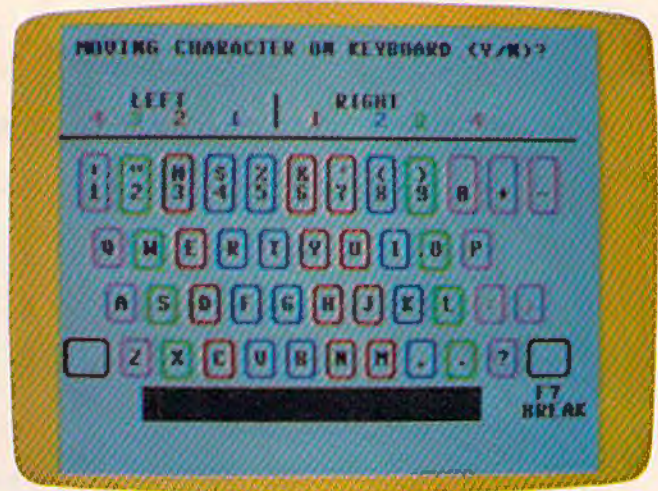 MOVING CHARACTER ON KEYBOARD (Y/N)?
LEFT RIGHT
4 3 2 1 1 2 3 4
! " # $ % & ' ( )
1 2 3 4 5 6 7 8 9 0 + -
Q W E R T Y U I O P
A S D F G H J K L : ;
Z X C V B N M , . ?
F7
BREAK